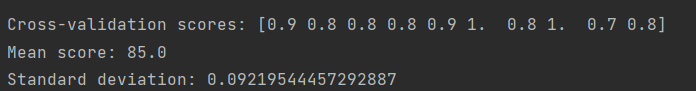 Cross-validation scores: [0.9 0.8 0.8 0.8 0.9 1.  0.8 1.  0.7 0.8]
Mean score: 85.0
Standard deviation: 0.09219544457292887